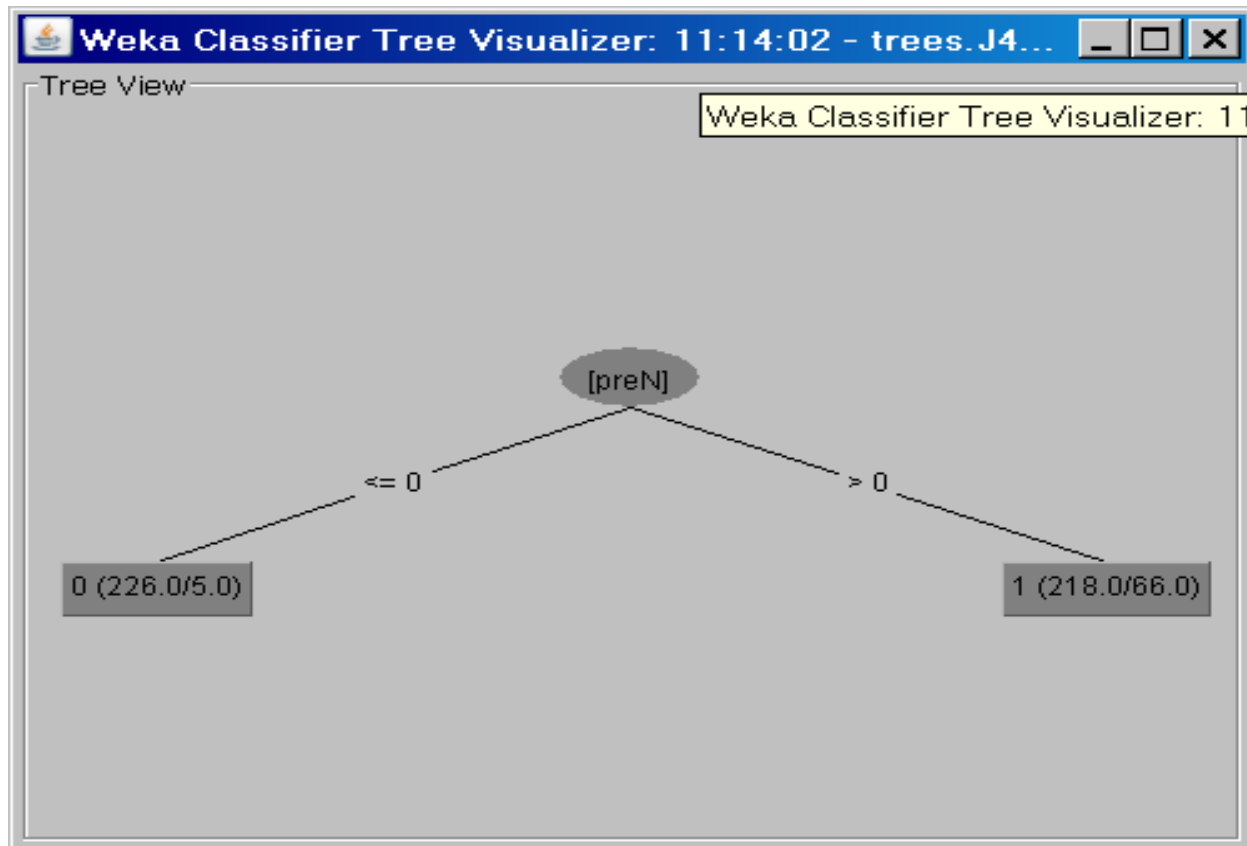 Weka Classifier Tree Visualizer: 11:14:02 - trees.J4...
Tree View
Weka Classifier Tree Visualizer: 11
[preN]
<= 0
> 0
0 (226.0/5.0)
1 (218.0/66.0)